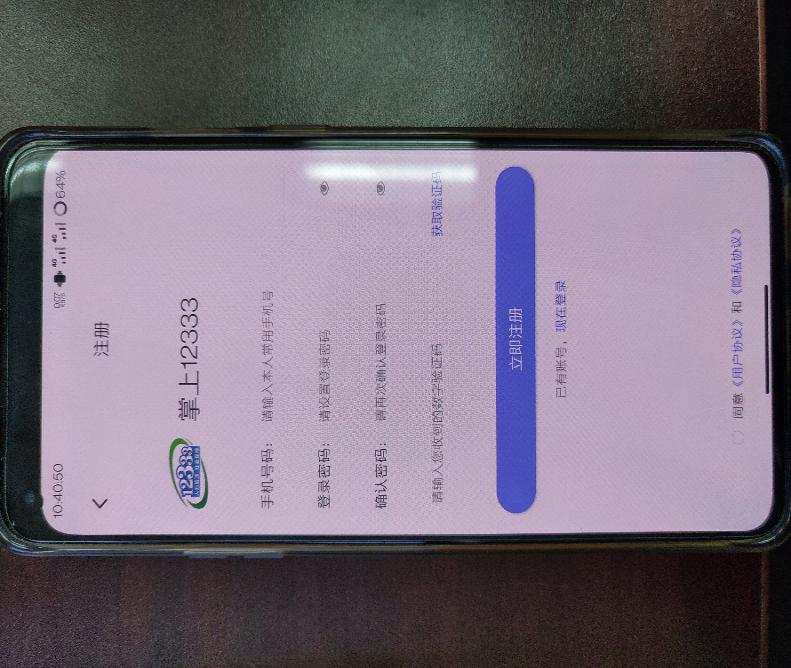 10:40:50
4G 4G 64%
注册
12333 掌上12333
手机号码： 请输入本人常用手机号
登录密码： 请设置登录密码
确认密码： 请再次确认登录密码
请输入您收到的数字验证码 获取验证码
立即注册
已有账号，现在登录
同意《用户协议》和《隐私协议》